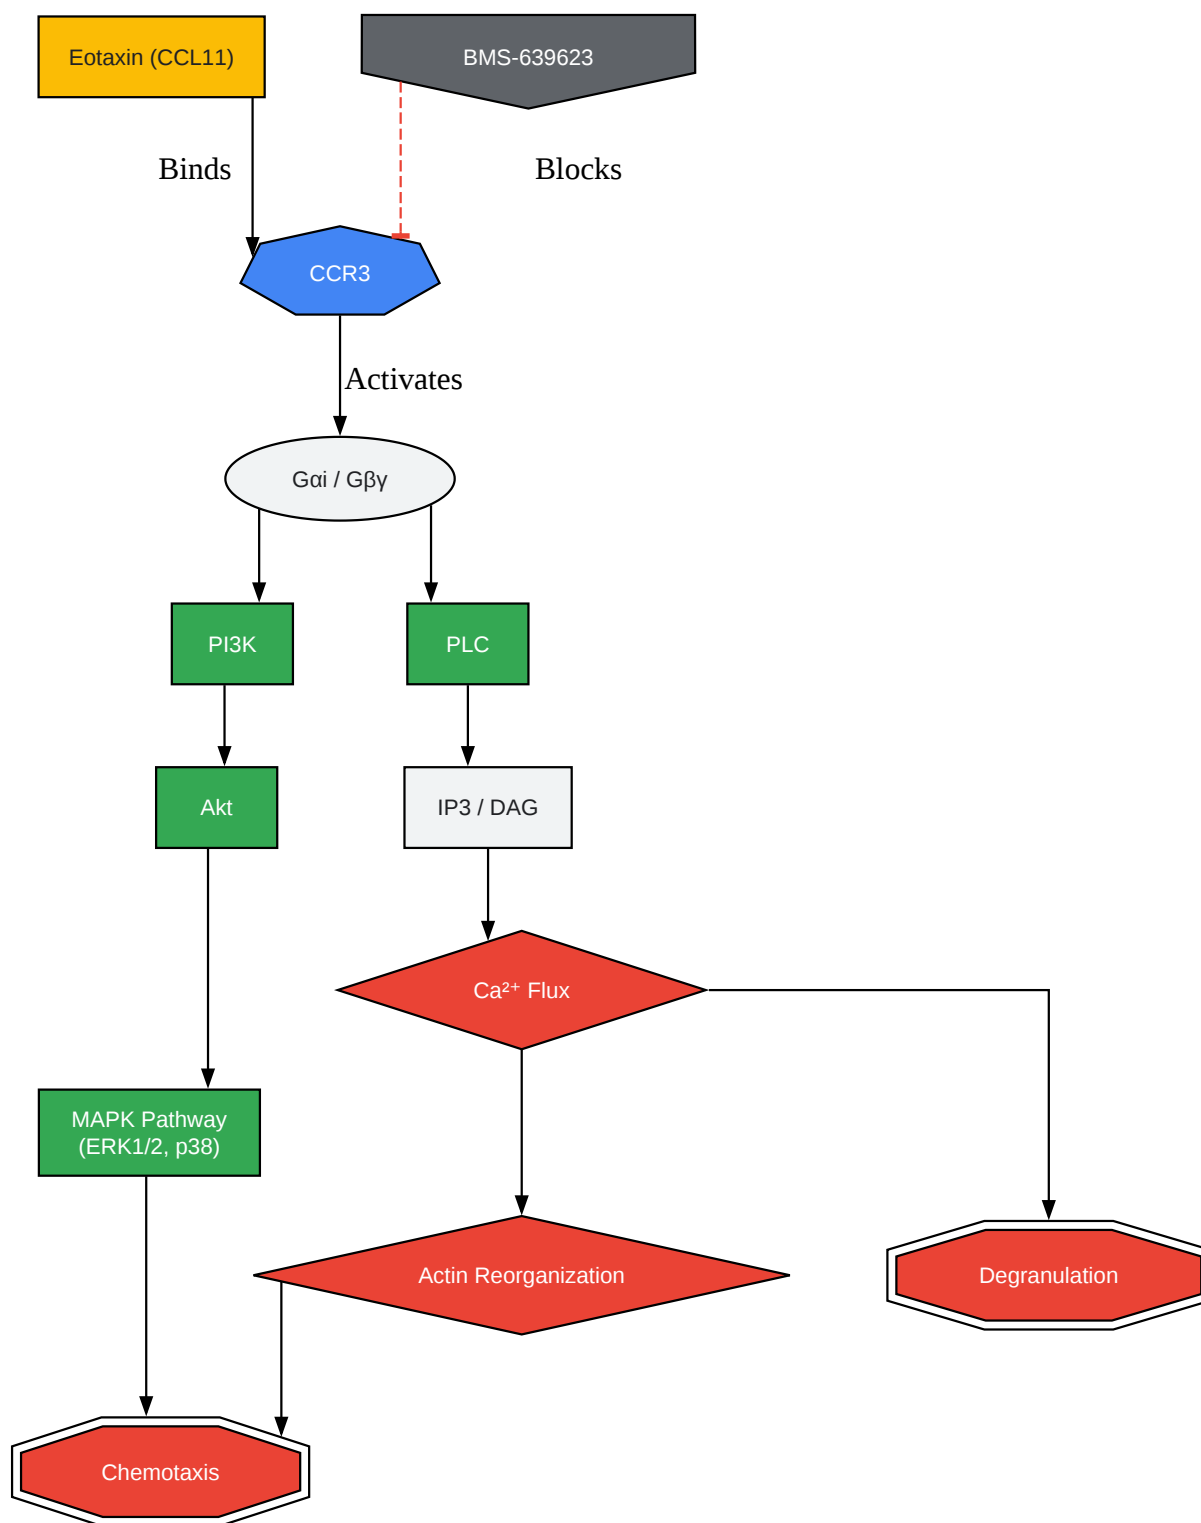 Eotaxin (CCL11)
BMS-639623
Binds
Blocks
CCR3
Activates
Gαi / Gβγ
PI3K
PLC
Akt
IP3 / DAG
Ca²⁺ Flux
MAPK Pathway
(ERK1/2, p38)
Actin Reorganization
Degranulation
Chemotaxis